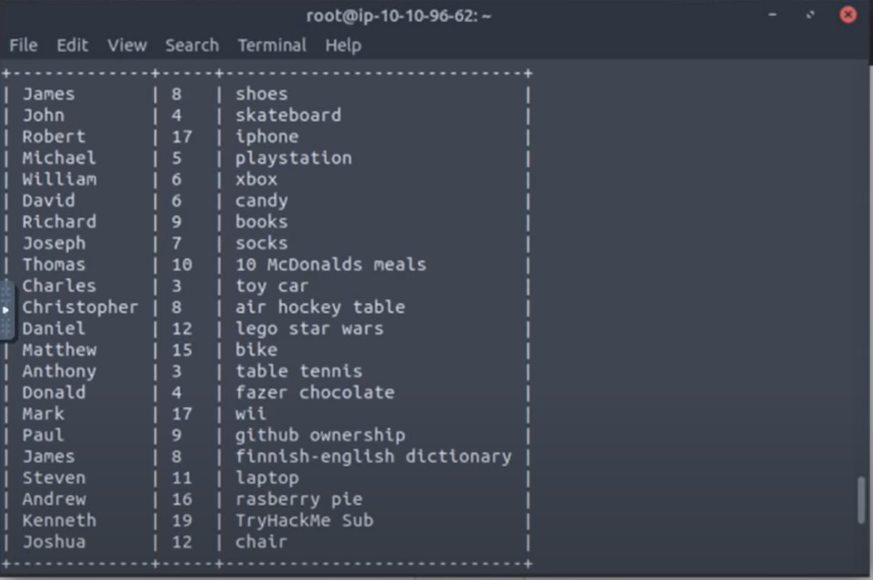 root@ip-10-10-96-62: ~
File Edit View Search Terminal Help
+-------------+-----+----------------------------+
| James | 8 | shoes |
| John | 4 | skateboard |
| Robert | 17 | iphone |
| Michael | 5 | playstation |
| William | 6 | xbox |
| David | 6 | candy |
| Richard | 9 | books |
| Joseph | 7 | socks |
| Thomas | 10 | 10 McDonalds meals |
| Charles | 3 | toy car |
| Christopher | 8 | air hockey table |
| Daniel | 12 | lego star wars |
| Matthew | 15 | bike |
| Anthony | 3 | table tennis |
| Donald | 4 | fazer chocolate |
| Mark | 17 | wii |
| Paul | 9 | github ownership |
| James | 8 | finnish-english dictionary |
| Steven | 11 | laptop |
| Andrew | 16 | rasberry pie |
| Kenneth | 19 | TryHackMe Sub |
| Joshua | 12 | chair |
+-------------+-----+----------------------------+